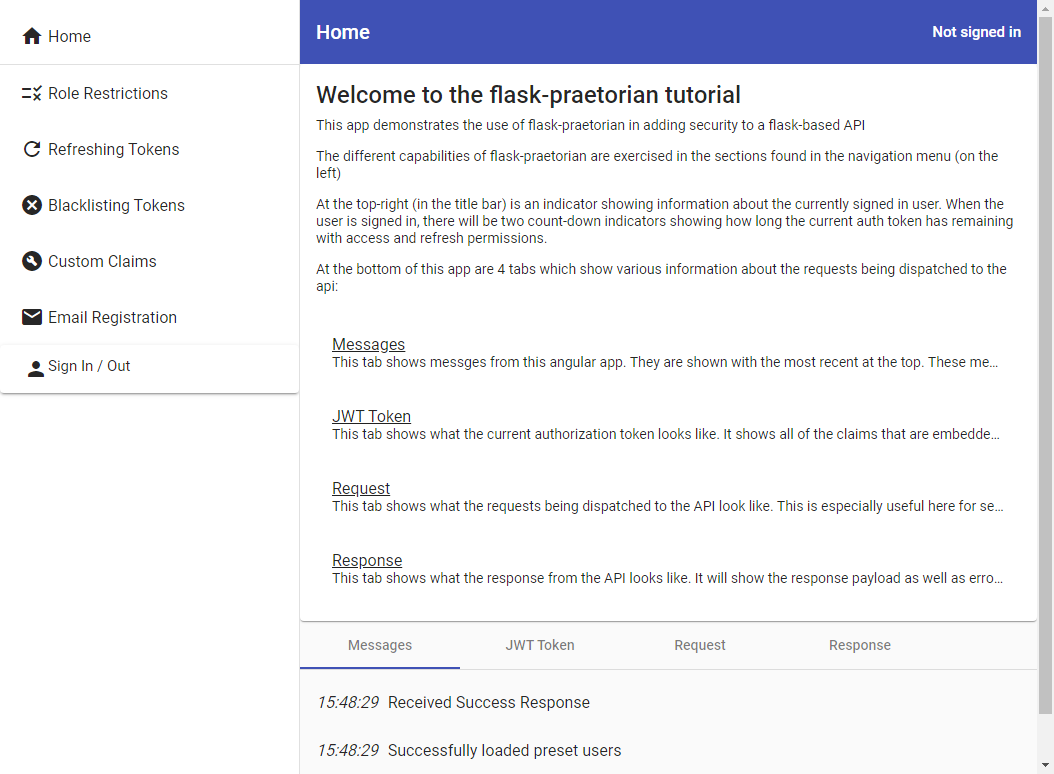 Home
Role Restrictions
Refreshing Tokens
Blacklisting Tokens
Custom Claims
Email Registration
Sign In / Out
Home
Not signed in
Welcome to the flask-praetorian tutorial
This app demonstrates the use of flask-praetorian in adding security to a flask-based API
The different capabilities of flask-praetorian are exercised in the sections found in the navigation menu (on the
left)
At the top-right (in the title bar) is an indicator showing information about the currently signed in user. When the
user is signed in, there will be two count-down indicators showing how long the current auth token has remaining
with access and refresh permissions.
At the bottom of this app are 4 tabs which show various information about the requests being dispatched to the
api:
Messages
This tab shows messges from this angular app. They are shown with the most recent at the top. These me...
JWT Token
This tab shows what the current authorization token looks like. It shows all of the claims that are embedde...
Request
This tab shows what the requests being dispatched to the API look like. This is especially useful here for se...
Response
This tab shows what the response from the API looks like. It will show the response payload as well as erro...
Messages
JWT Token
Request
Response
15:48:29 Received Success Response
15:48:29 Successfully loaded preset users